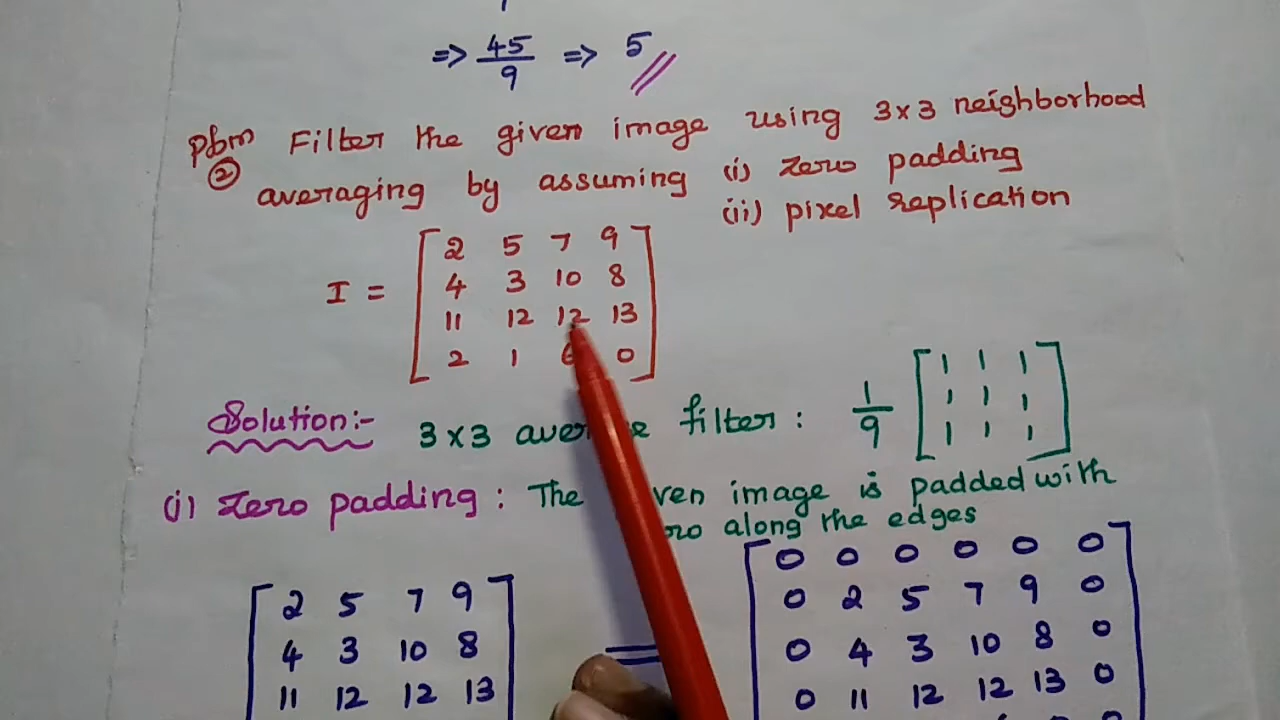 => 45/9 => 5
Pbm ② Filter the given image using 3x3 neighborhood
averaging by assuming (i) zero padding
(ii) pixel replication
I = [2 5 7 9
4 3 10 8
11 12 12 13
2 1 6 0]
Solution:- 3x3 filter : 1/9 [1 1 1
1 1 1
1 1 1]
(i) zero padding : The image is padded with
along the edges
[2 5 7 9
4 3 10 8
11 12 12 13
[0 0 0 0 0 0
0 2 5 7 9 0
0 4 3 10 8 0
0 11 12 12 13 0